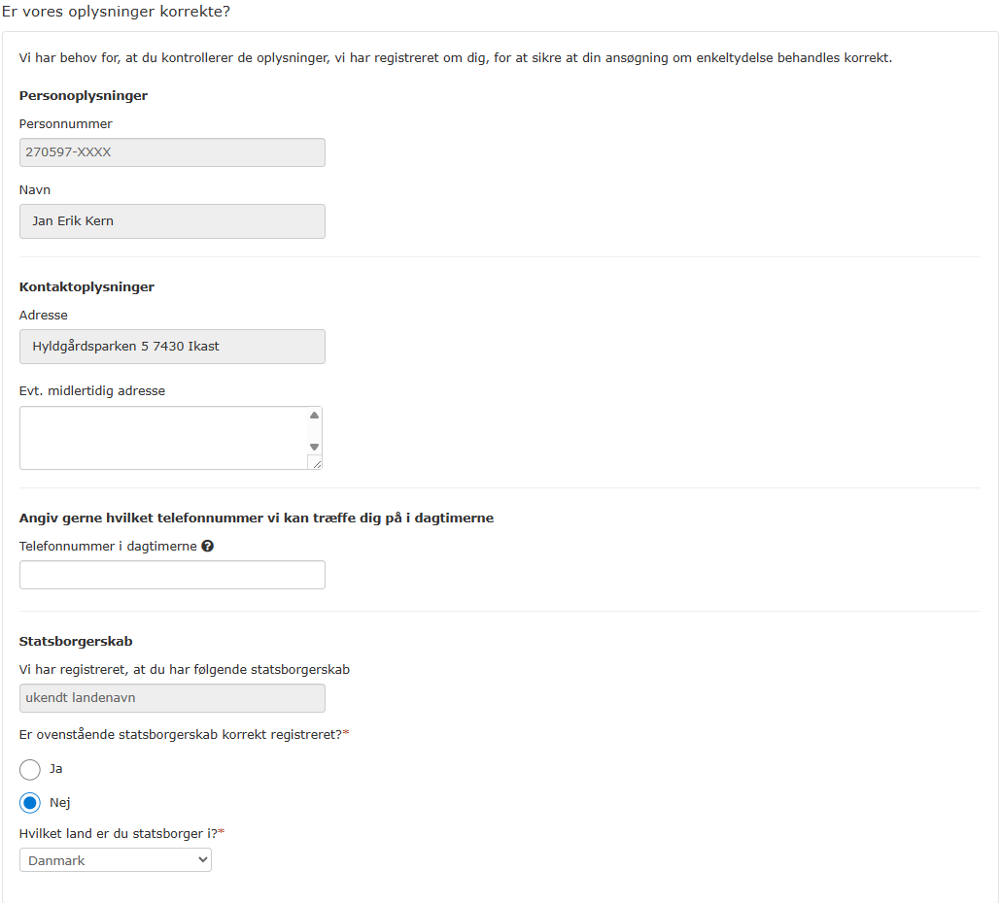 Er vores oplysninger korrekte?
Vi har behov for, at du kontrollerer de oplysninger, vi har registreret om dig, for at sikre at din ansøgning om enkeltydelse behandles korrekt.
Personoplysninger
Personnummer
270597-XXXX
Navn
Jan Erik Kern
Kontaktoplysninger
Adresse
Hyldgårdsparken 5 7430 Ikast
Evt. midlertidig adresse
Angiv gerne hvilket telefonnummer vi kan træffe dig på i dagtimerne
Telefonnummer i dagtimerne ?
Statsborgerskab
Vi har registreret, at du har følgende statsborgerskab
ukendt landenavn
Er ovenstående statsborgerskab korrekt registreret?*
Ja
Nej
Hvilket land er du statsborger i?*
Danmark